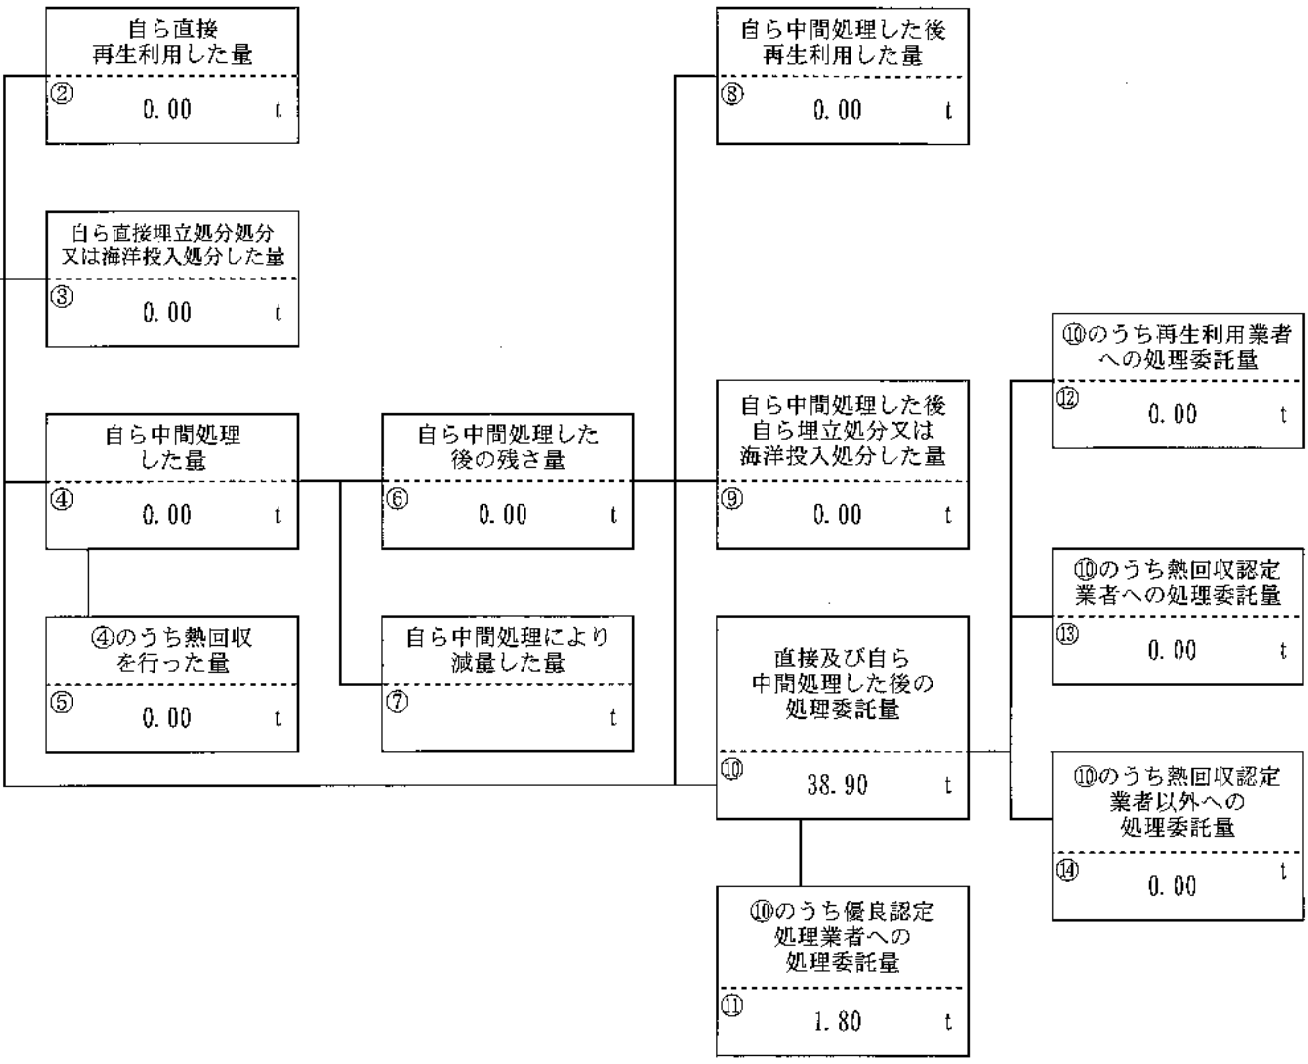 自ら直接
再生利用した量
② 0.00 t
自ら直接埋立処分処分
又は海洋投入処分した量
③ 0.00 t
自ら中間処理
した量
④ 0.00 t
④のうち熱回収
を行った量
⑤ 0.00 t
自ら中間処理した
後の残さ量
⑥ 0.00 t
自ら中間処理により
減量した量
⑦ t
自ら中間処理した後
再生利用した量
⑧ 0.00 t
自ら中間処理した後
自ら埋立処分又は
海洋投入処分した量
⑨ 0.00 t
直接及び自ら
中間処理した後の
処理委託量
⑩ 38.90 t
⑩のうち優良認定
処理業者への
処理委託量
⑪ 1.80 t
⑩のうち再生利用業者
への処理委託量
⑫ 0.00 t
⑩のうち熱回収認定
業者への処理委託量
⑬ 0.00 t
⑩のうち熱回収認定
業者以外への
処理委託量
⑭ 0.00 t